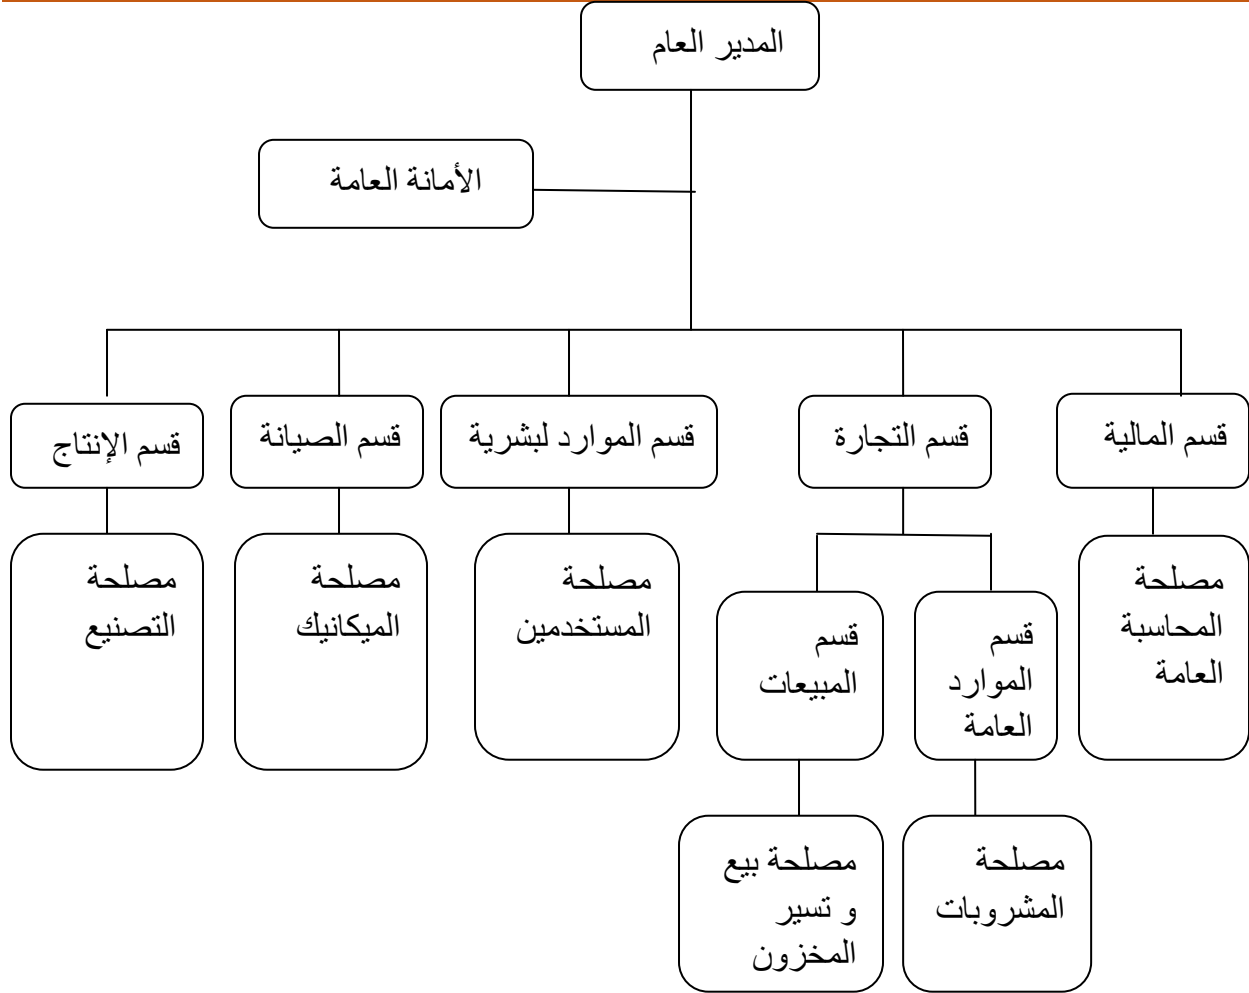 المدير العام
الأمانة العامة
قسم المالية
قسم التجارة
قسم الموارد لبشرية
قسم الصيانة
قسم الإنتاج
مصلحة
المحاسبة
العامة
قسم
الموارد
العامة
قسم
المبيعات
مصلحة
المستخدمين
مصلحة
الميكانيك
مصلحة
التصنيع
مصلحة
المشروبات
مصلحة بيع
و تسير
المخزون